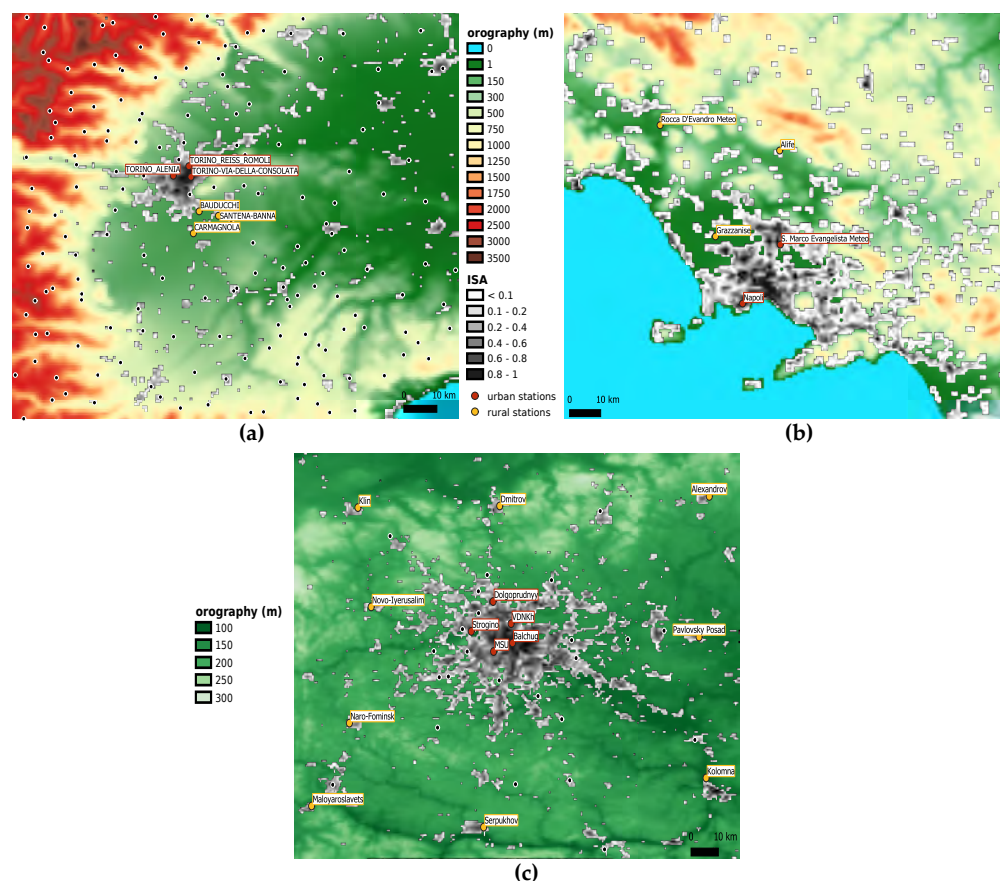 orography (m)
0
1
150
300
500
750
1000
1250
1500
1750
2000
2500
3000
3500
ISA
< 0.1
0.1 - 0.2
0.2 - 0.4
0.4 - 0.6
0.6 - 0.8
0.8 - 1
urban stations
rural stations
TORINO_REISS_ROMOLI
TORINO_ALENIA
TORINO-VIA-DELLA-CONSOLATA
BAUDUCCHI
SANTENA-BANNA
CARMAGNOLA
0 10 km
(a)
Rocca D'Evandro Meteo
Alife
Grazzanise
S. Marco Evangelista Meteo
Napoli
0 10 km
(b)
orography (m)
100
150
200
250
300
Klin
Dmitrov
Alexandrov
Novo-Iyerusalim
Dolgoprudnyy
VDNKh
Strogino
Balchug
MSU
Pavlovsky Posad
Naro-Fominsk
Kolomna
Maloyaroslavets
Serpukhov
0 10 km
(c)